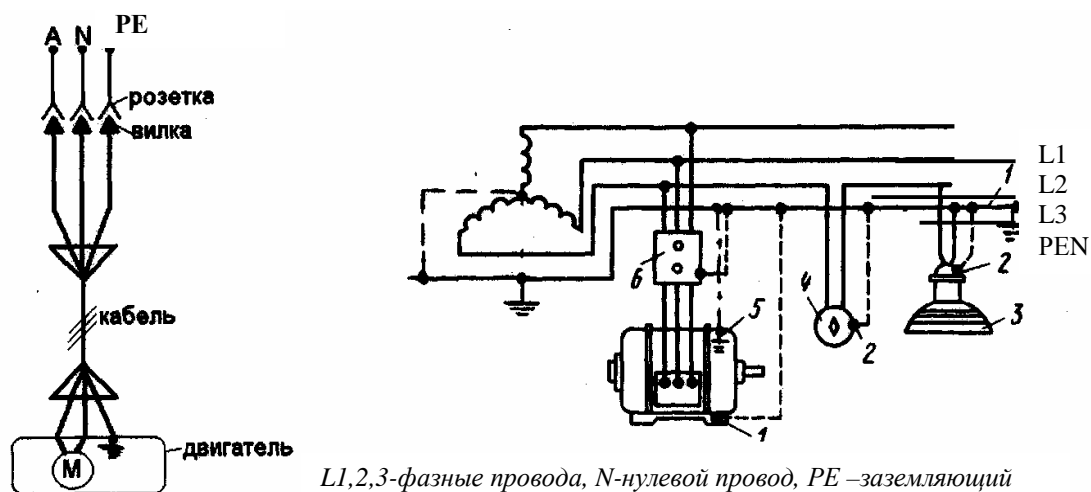 A N PE
розетка
вилка
кабель
двигатель
M
L1
L2
L3
PEN
1
2
3
4
2
5
6
1
L1,2,3-фазные провода, N-нулевой провод, PE –заземляющий